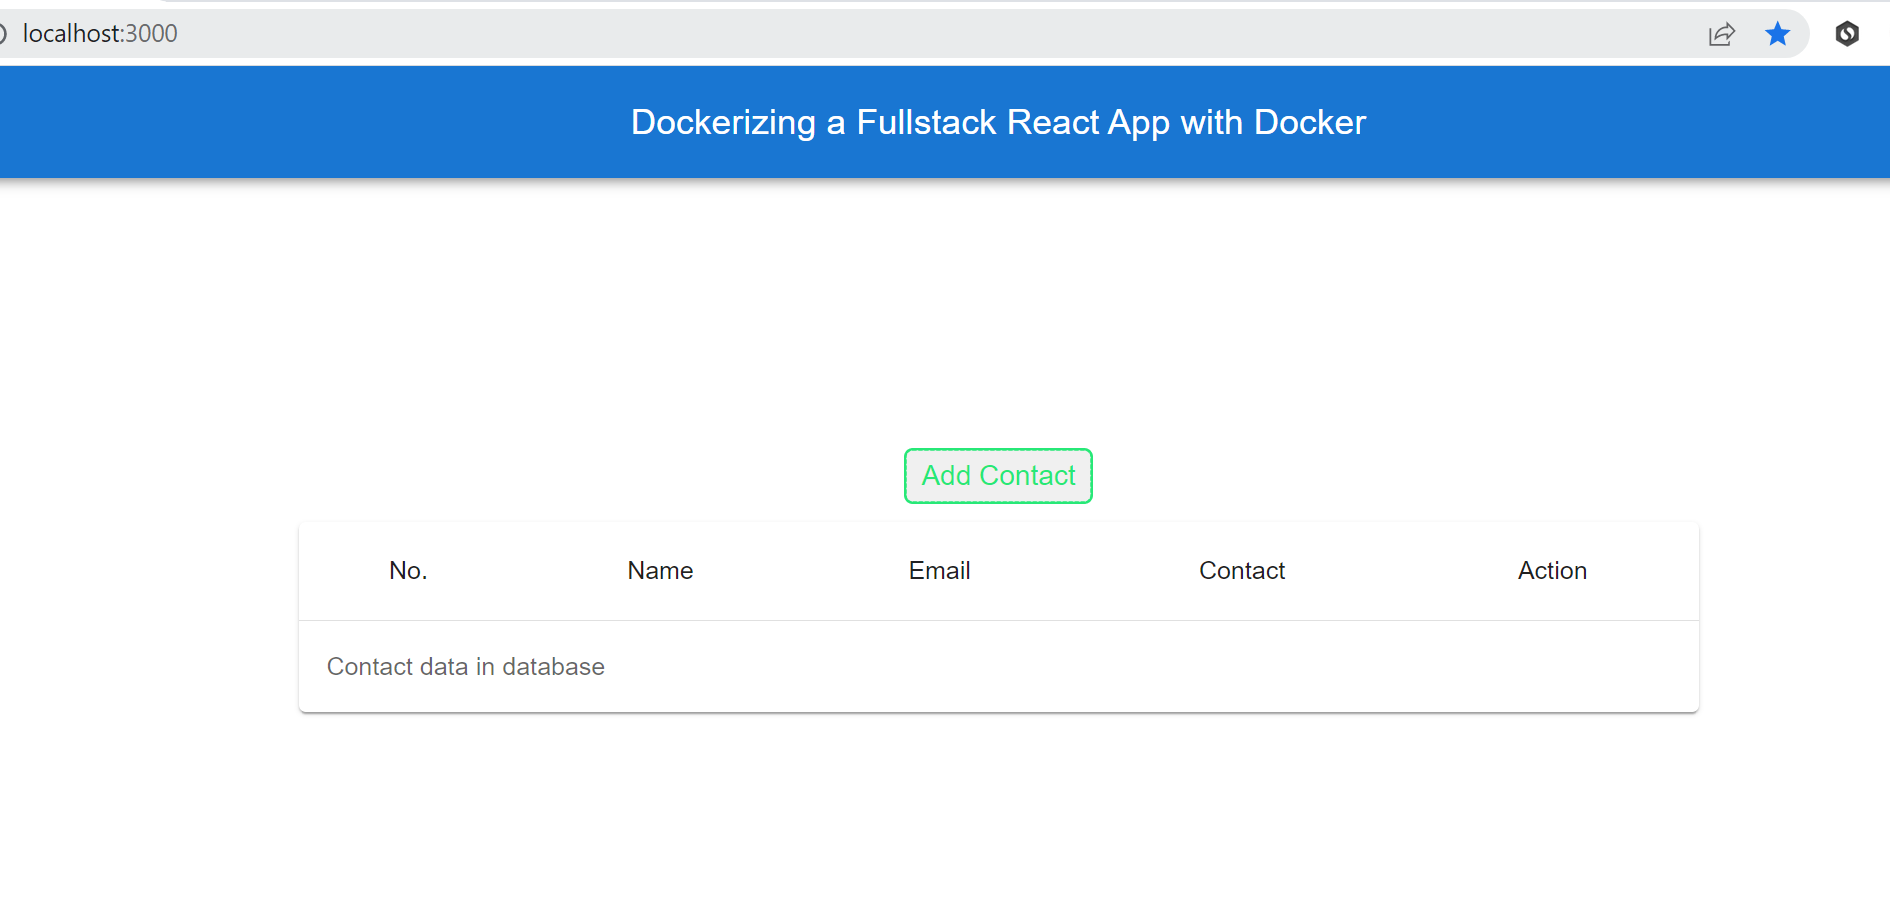 localhost:3000
Dockerizing a Fullstack React App with Docker
Add Contact
No. Name Email Contact Action
Contact data in database